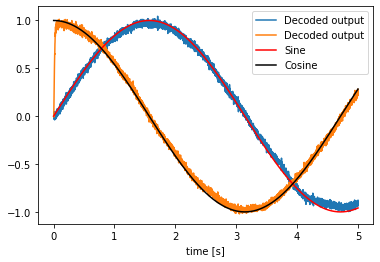 Decoded output
Decoded output
Sine
Cosine
1.0
0.5
0.0
−0.5
−1.0
0 1 2 3 4 5
time [s]